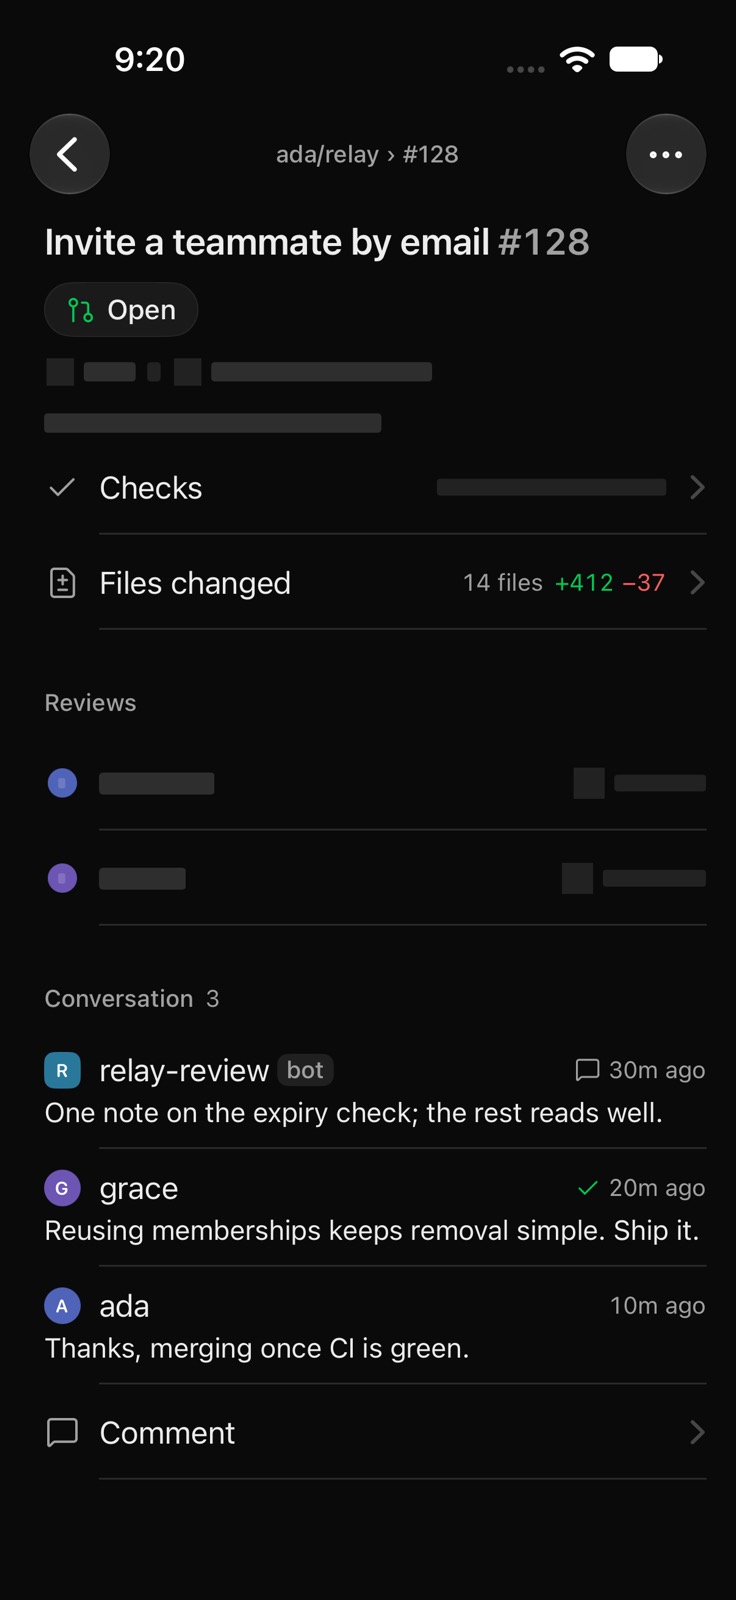 9:20
ada/relay › #128
Invite a teammate by email #128
Open
Checks
Files changed 14 files +412 −37
Reviews
Conversation 3
R relay-review bot 30m ago
One note on the expiry check; the rest reads well.
G grace 20m ago
Reusing memberships keeps removal simple. Ship it.
A ada 10m ago
Thanks, merging once CI is green.
Comment